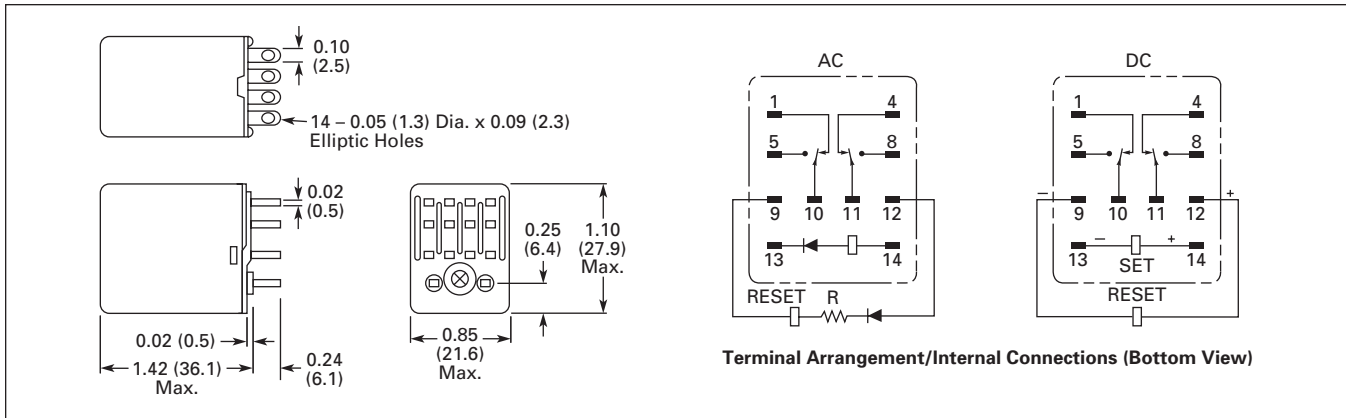 0.10
(2.5)
14 – 0.05 (1.3) Dia. x 0.09 (2.3)
Elliptic Holes
0.02
(0.5)
0.02 (0.5)
1.42 (36.1)
Max.
0.24
(6.1)
0.25
(6.4)
1.10
(27.9)
Max.
0.85
(21.6)
Max.
AC
1 4
5 8
9 10 11 12
13 14
RESET R
DC
1 4
5 8
– +
9 10 11 12
– +
13 SET 14
RESET
Terminal Arrangement/Internal Connections (Bottom View)